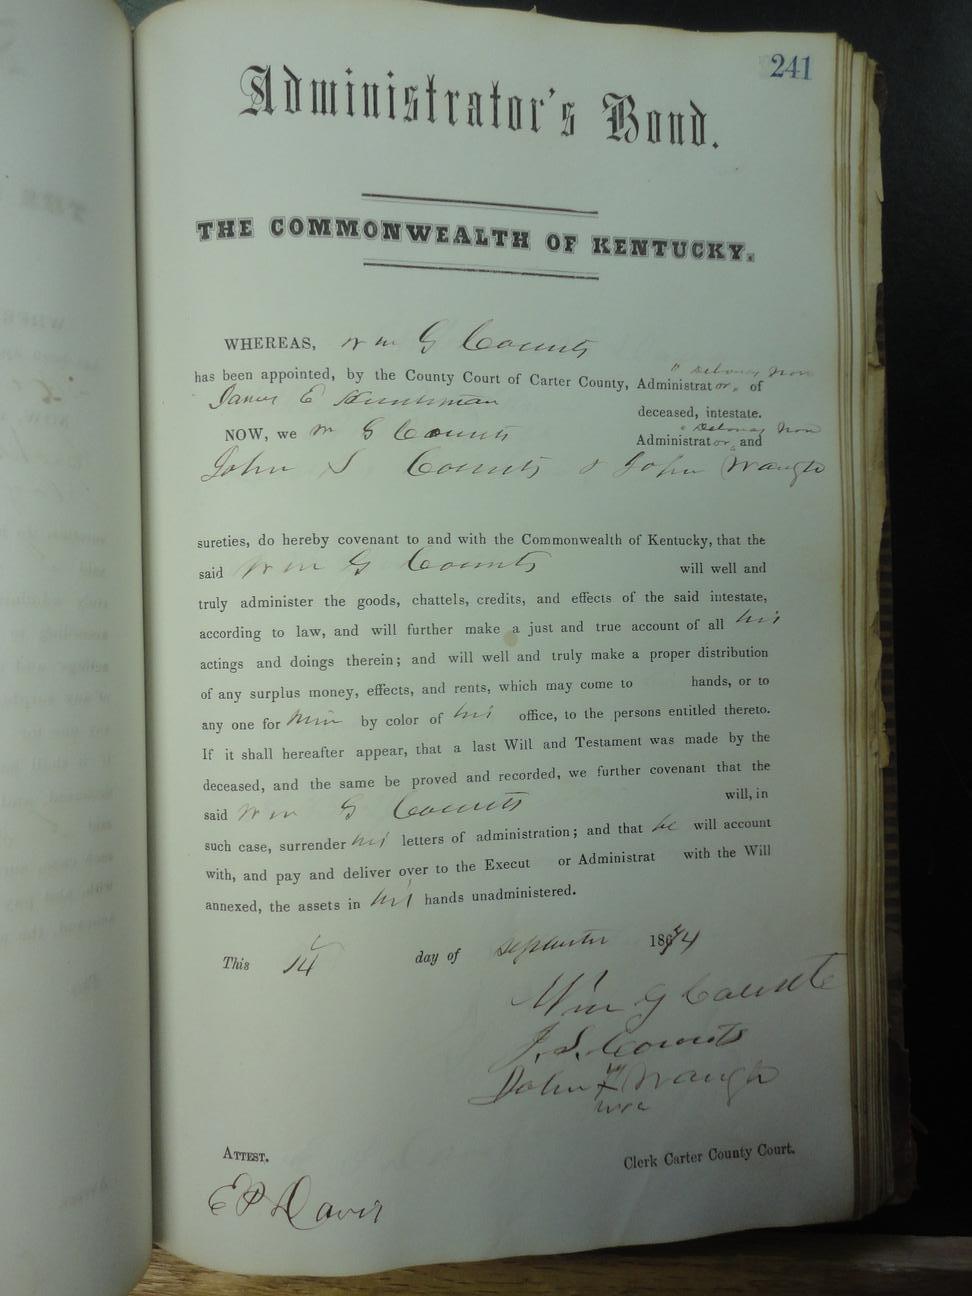 241
Administrator's Bond.
THE COMMONWEALTH OF KENTUCKY.
WHEREAS, Wm G Counts
" Debonas Non
has been appointed, by the County Court of Carter County, Administrator, of
James E
deceased, intestate.
" Debonas Non
NOW, we Wm G Counts Administrator, and
John S Counts & John Waugh
sureties, do hereby covenant to and with the Commonwealth of Kentucky, that the
said Wm G Counts will well and
truly administer the goods, chattels, credits, and effects of the said intestate,
according to law, and will further make a just and true account of all his
actings and doings therein; and will well and truly make a proper distribution
of any surplus money, effects, and rents, which may come to hands, or to
any one for him by color of his office, to the persons entitled thereto.
If it shall hereafter appear, that a last Will and Testament was made by the
deceased, and the same be proved and recorded, we further covenant that the
said Wm G Counts will, in
such case, surrender his letters of administration; and that he will account
with, and pay and deliver over to the Execut or Administrat with the Will
annexed, the assets in his hands unadministered.
This 14 day of September 1874
Wm G Counts
J. S. Counts
John Waugh
ATTEST.
Clerk Carter County Court.
E P Davis